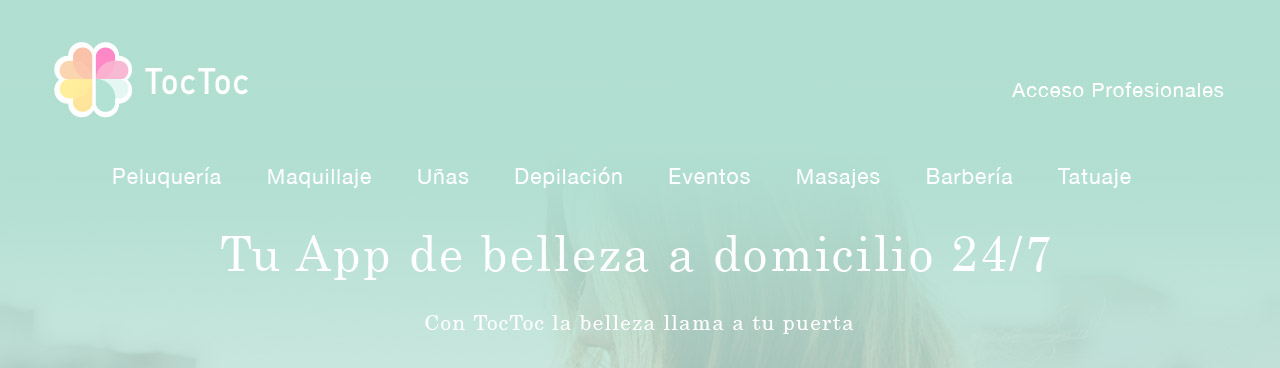 TocToc
Acceso Profesionales
Peluquería Maquillaje Uñas Depilación Eventos Masajes Barbería Tatuaje
Tu App de belleza a domicilio 24/7
Con TocToc la belleza llama a tu puerta